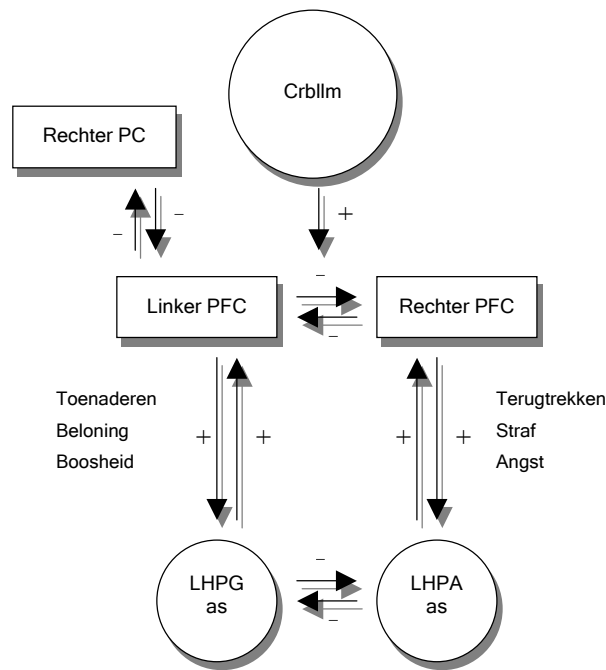 Crbllm
Rechter PC
–
–
+
–
Linker PFC
Rechter PFC
–
Toenaderen
Beloning
Boosheid
+
+
+
+
Terugtrekken
Straf
Angst
–
LHPG
as
LHPA
as
–